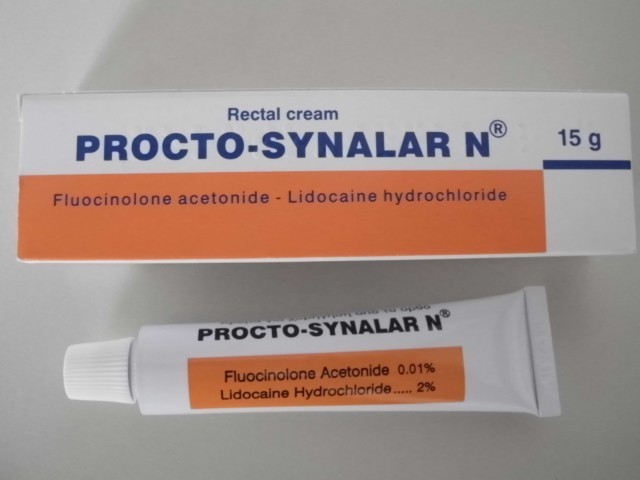 Rectal cream
PROCTO-SYNALAR N®
15 g
Fluocinolone acetonide - Lidocaine hydrochloride
PROCTO-SYNALAR N®
Fluocinolone Acetonide 0.01%
Lidocaine Hydrochloride..... 2%